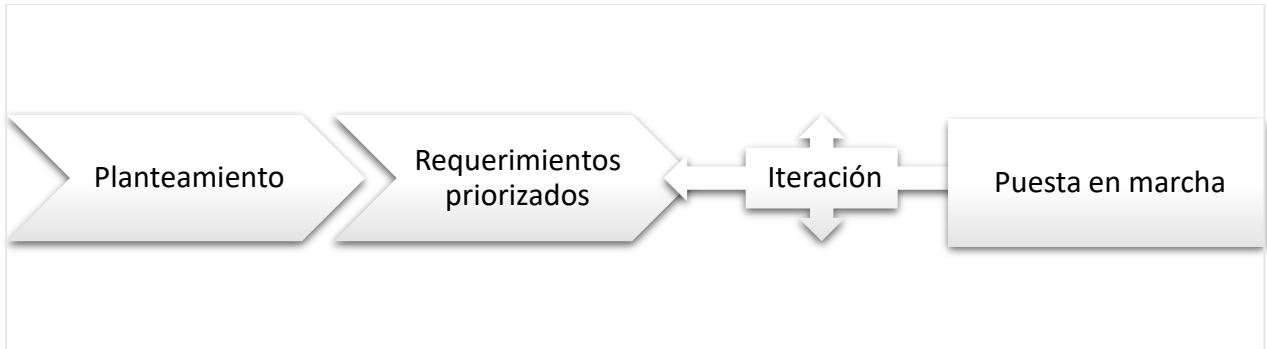 Planteamiento
Requerimientos
priorizados
Iteración
Puesta en marcha